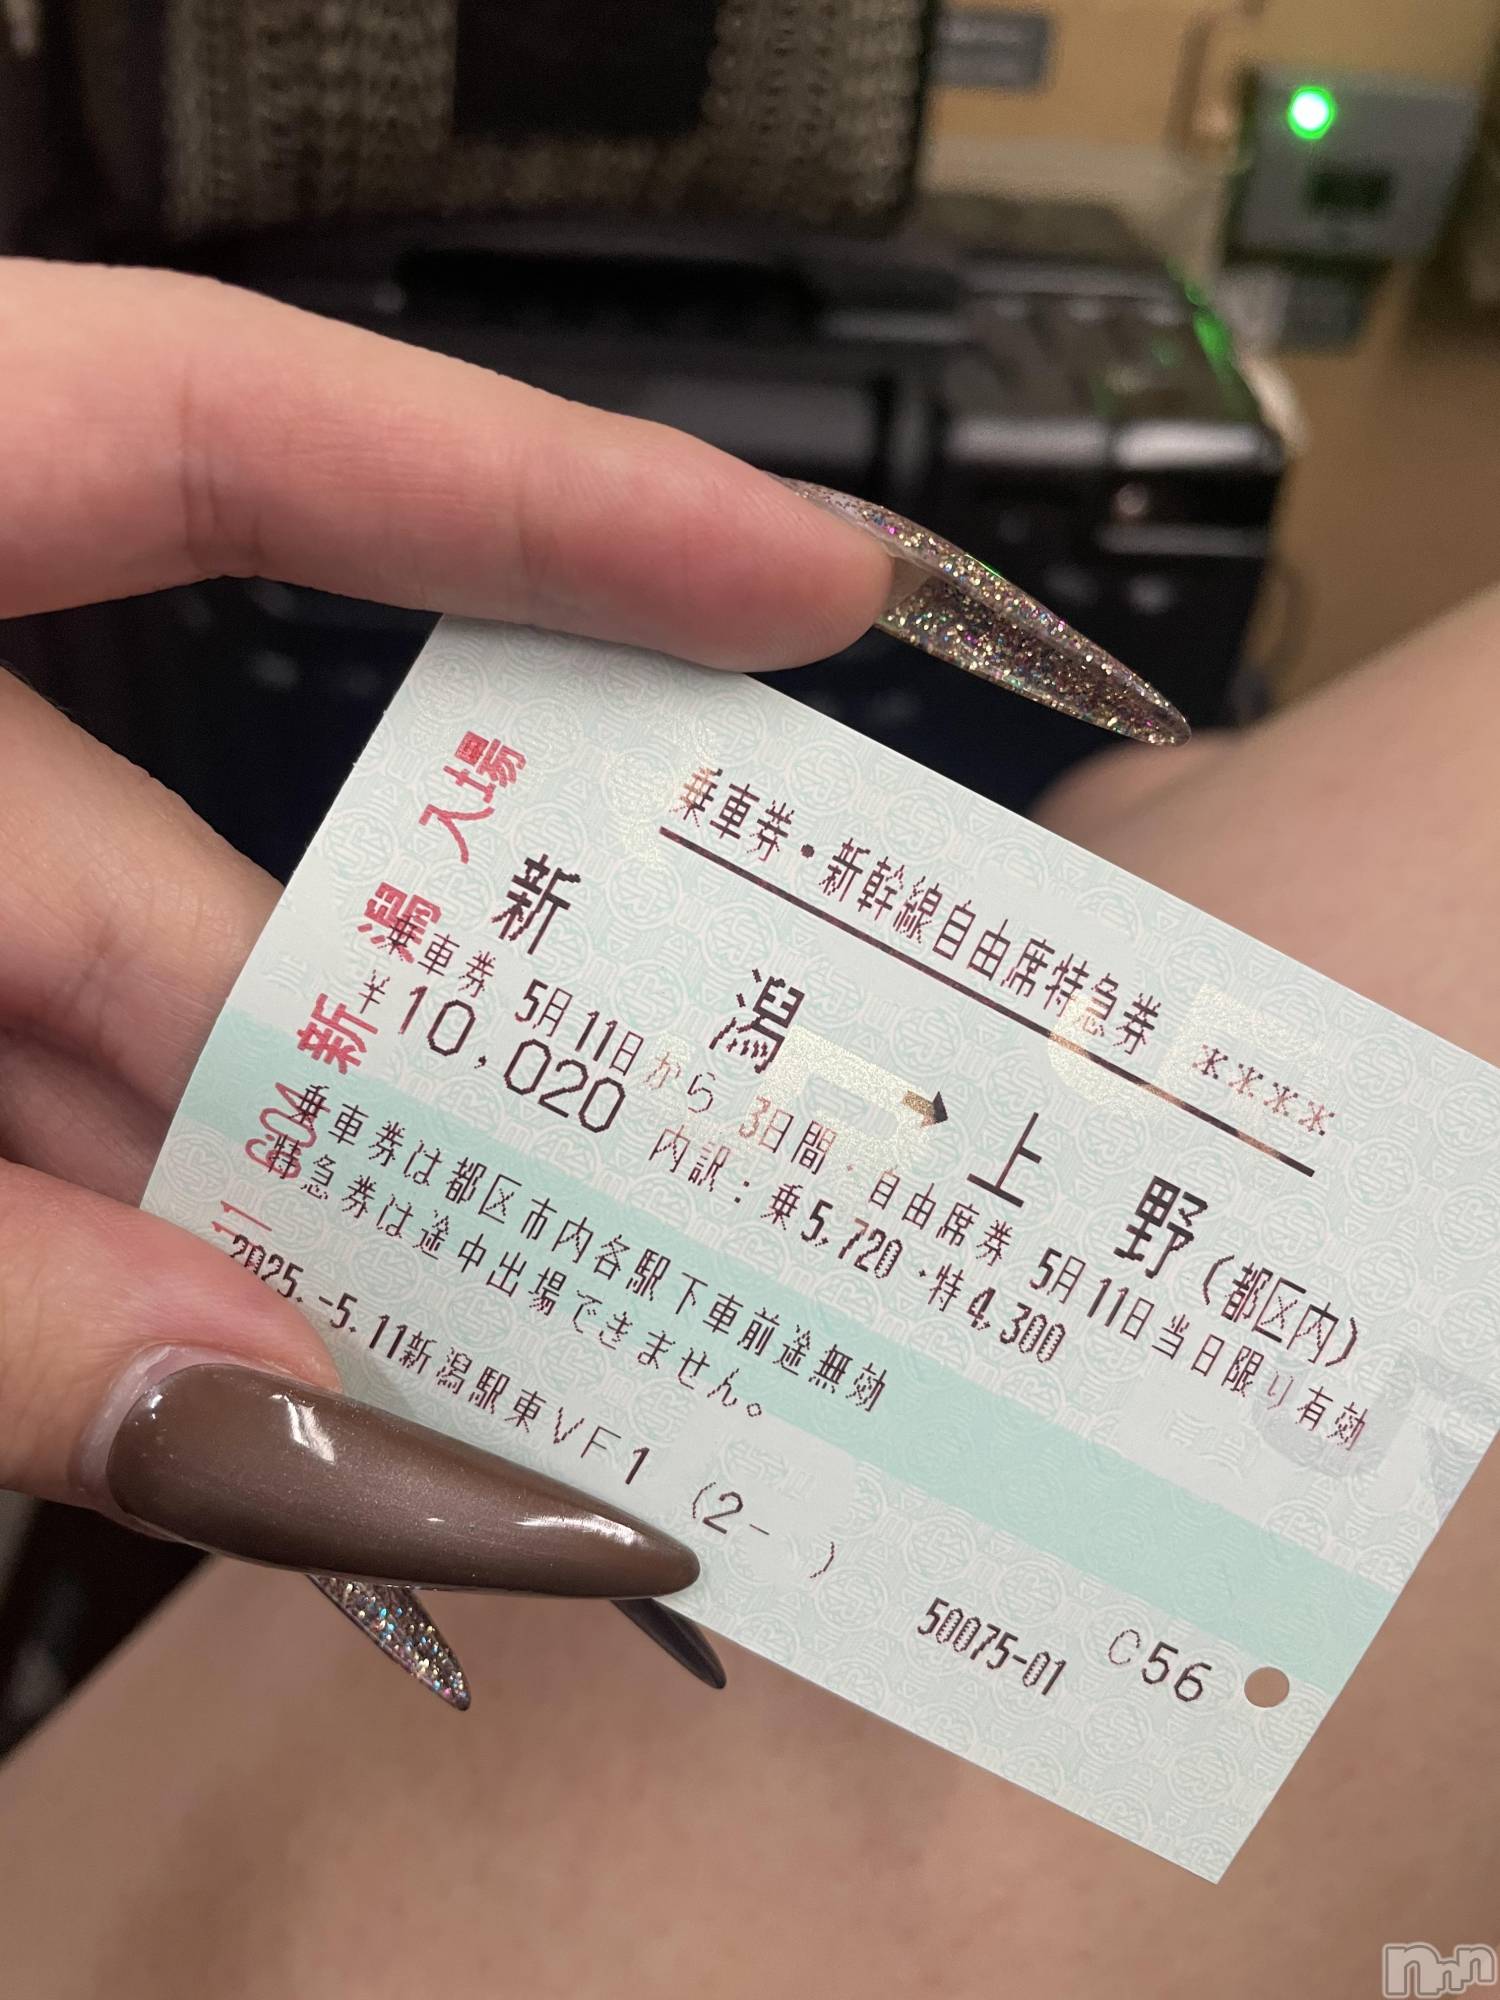 乗車券・新幹線自由席特急券 ****
新潟 → 上野(都区内)
乗車券 5月11日から 3日間・自由席券 5月11日当日限り有効
¥10,020 内訳:乗5,720・特4,300
乗車券は都区市内各駅下車前途無効
特急券は途中出場できません。
2025.-5.11新潟駅東VF1 (2- )
50075-01 C56
11 604 新潟 入場